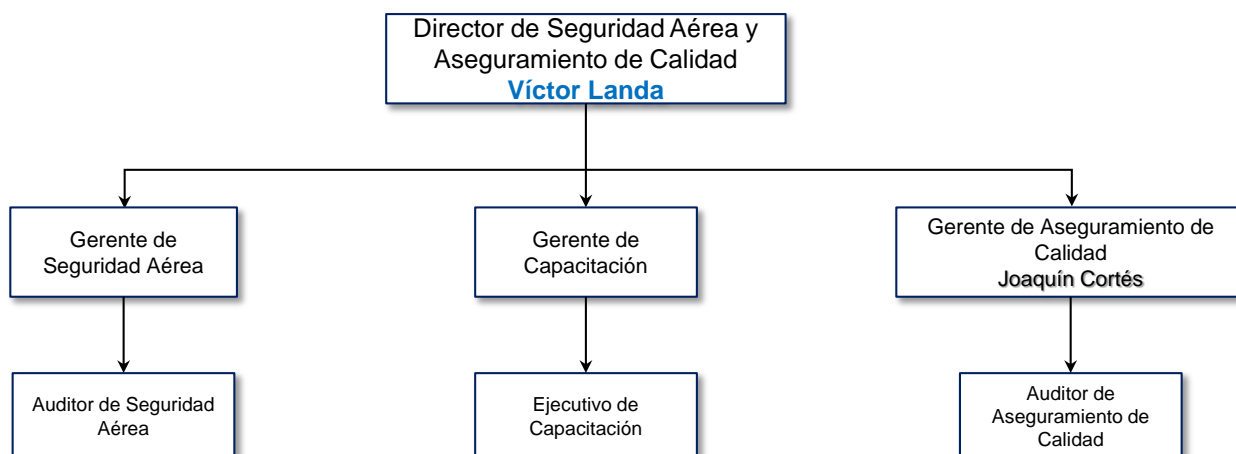 Director de Seguridad Aérea y
Aseguramiento de Calidad
Víctor Landa
Gerente de
Seguridad Aérea
Gerente de
Capacitación
Gerente de Aseguramiento de
Calidad
Joaquín Cortés
Auditor de Seguridad
Aérea
Ejecutivo de
Capacitación
Auditor de
Aseguramiento de
Calidad